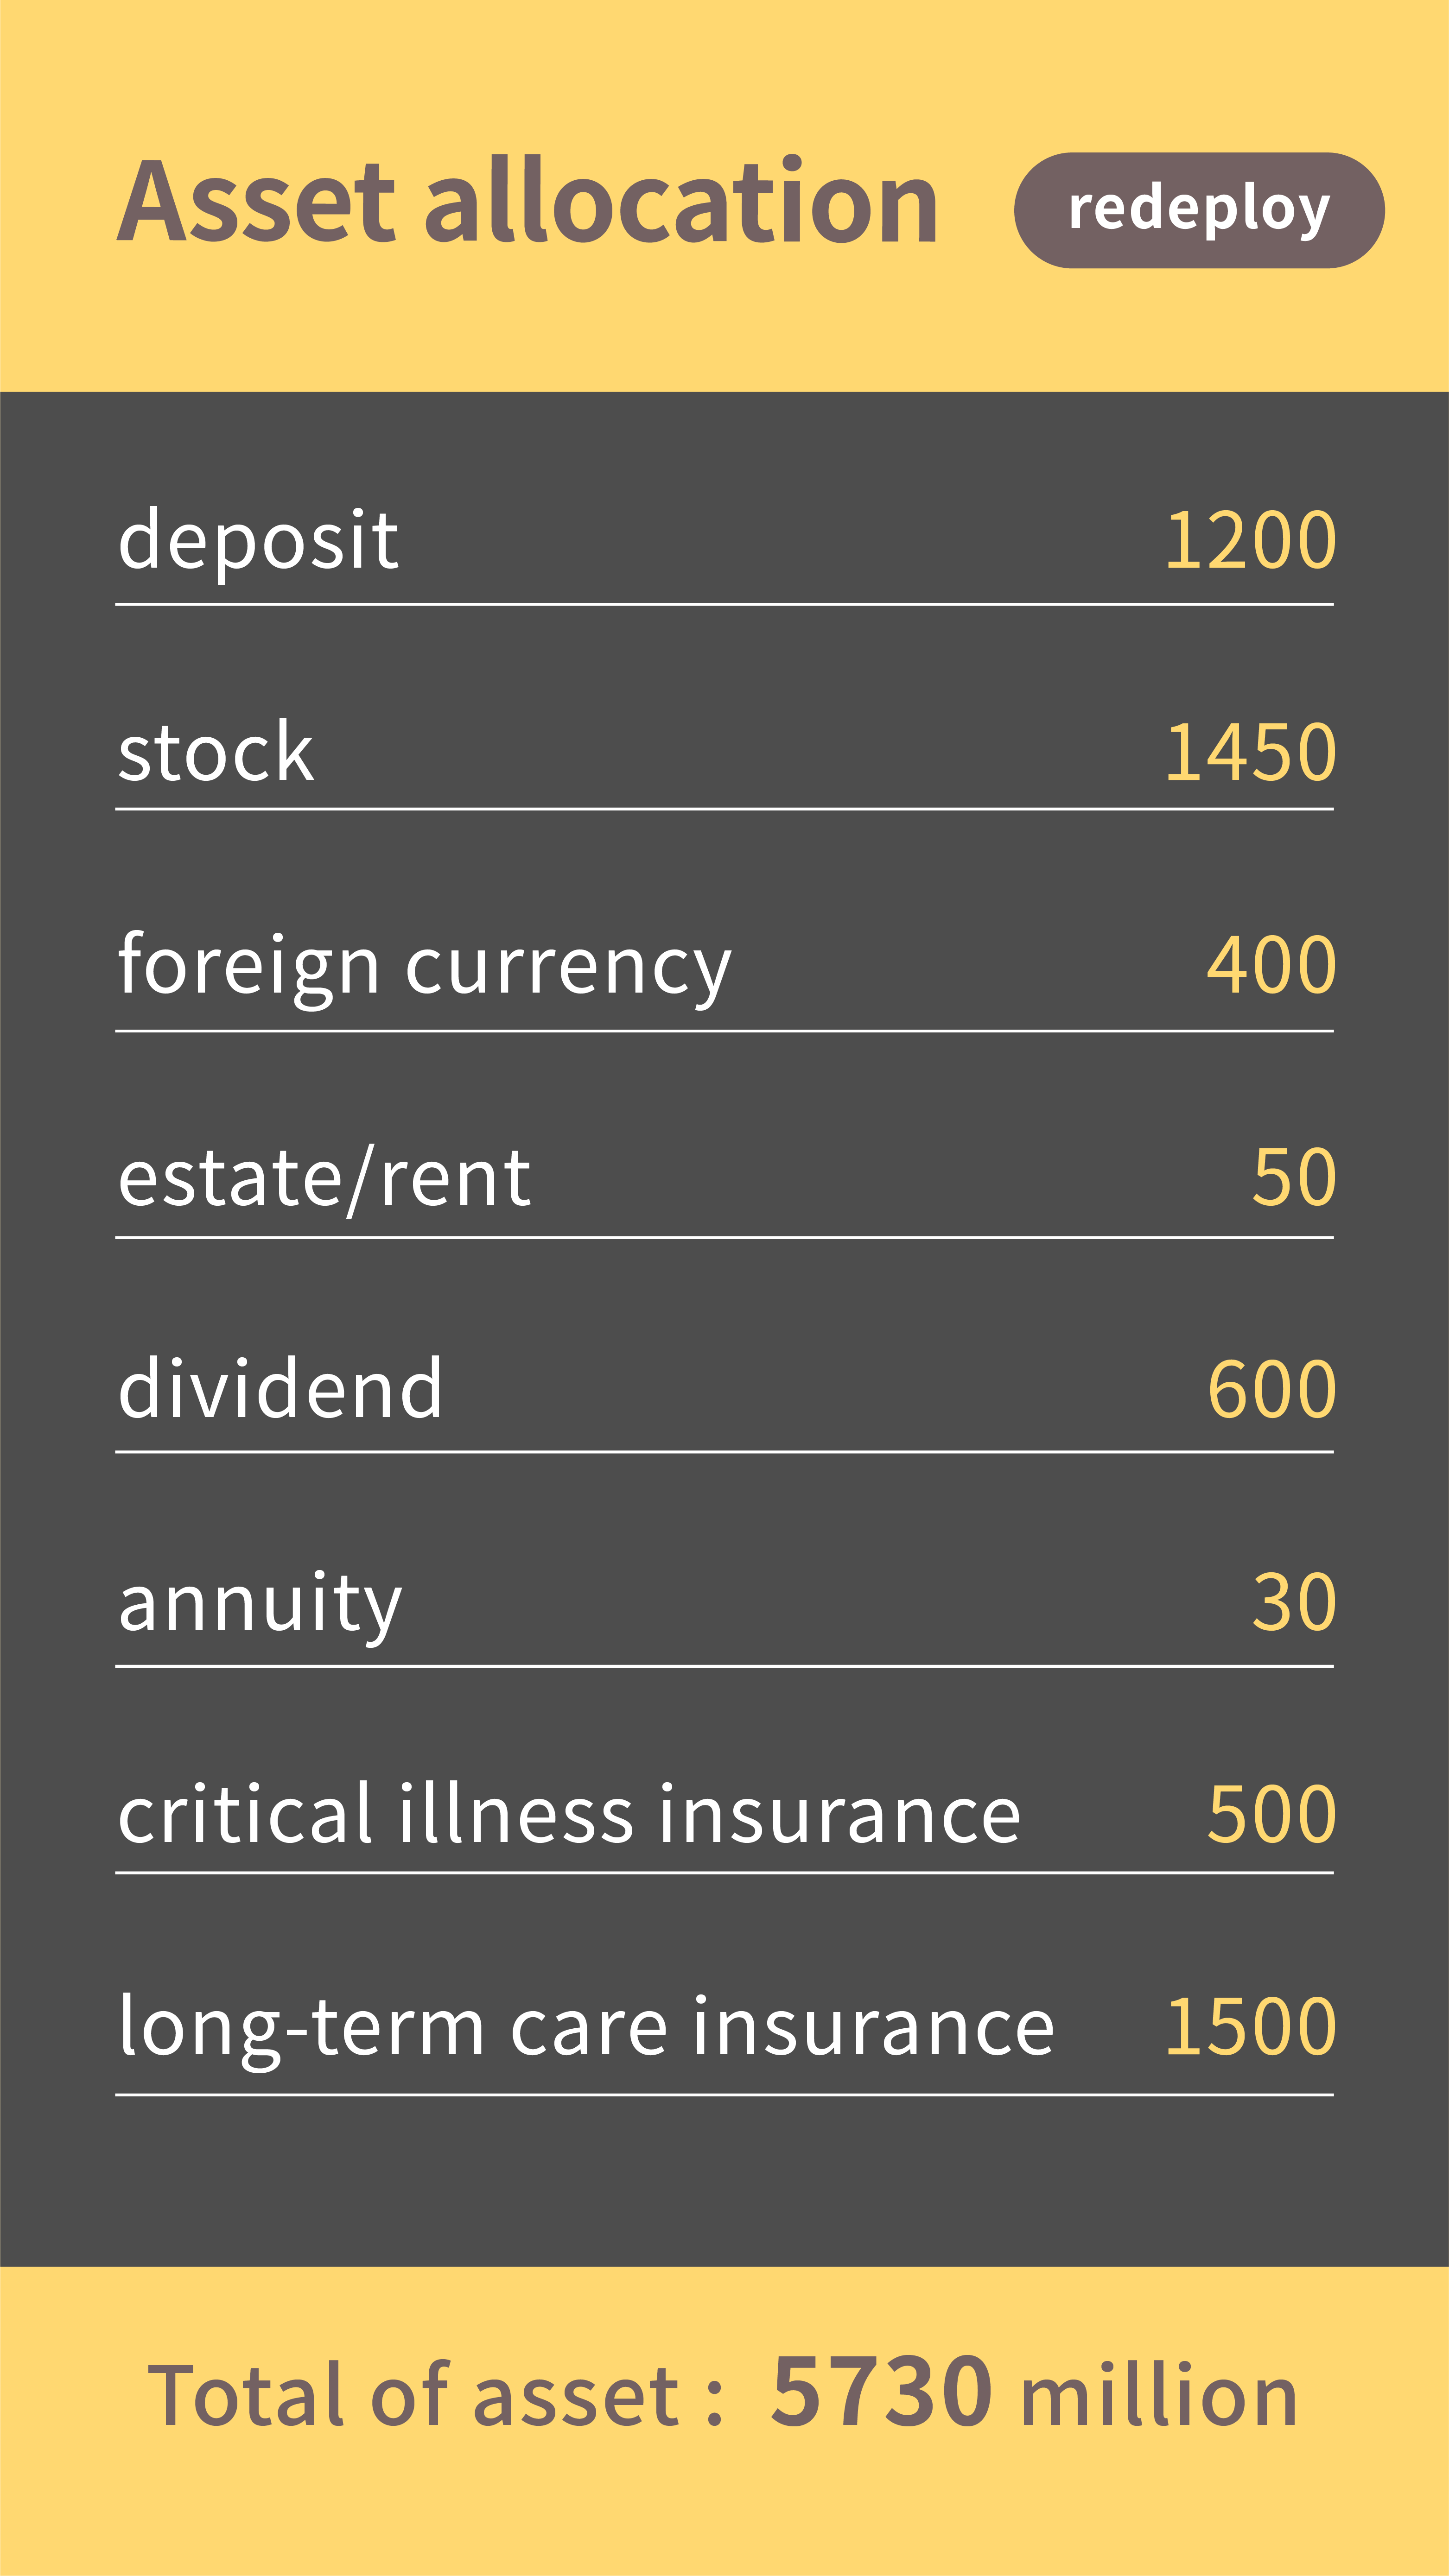 Asset allocation redeploy
deposit 1200
stock 1450
foreign currency 400
estate/rent 50
dividend 600
annuity 30
critical illness insurance 500
long-term care insurance 1500
Total of asset : 5730 million